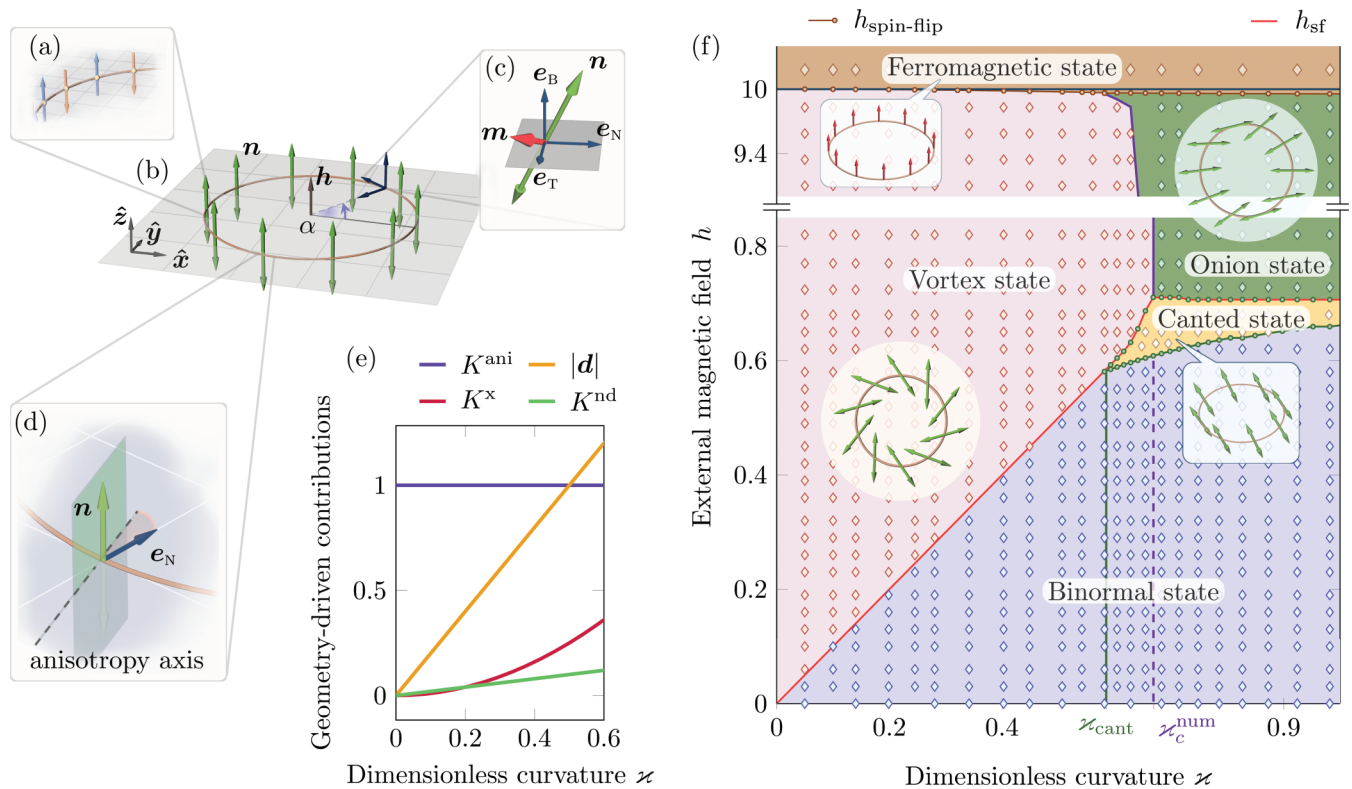 (a)
(b)
n
h
α
ẑ
ŷ
x̂
(c)
e_B
n
m
e_N
e_T
(d)
n
e_N
anisotropy axis
(e)
K^ani
|d|
K^x
K^nd
Geometry-driven contributions
1
0.5
0
0
0.2
0.4
0.6
Dimensionless curvature ϰ
(f)
h_spin-flip
h_sf
Ferromagnetic state
10
9.4
0.8
0.6
0.4
0.2
0
External magnetic field h
Vortex state
Onion state
Canted state
Binormal state
0
0.2
0.4
ϰ_cant
ϰ_c^num
0.9
Dimensionless curvature ϰ